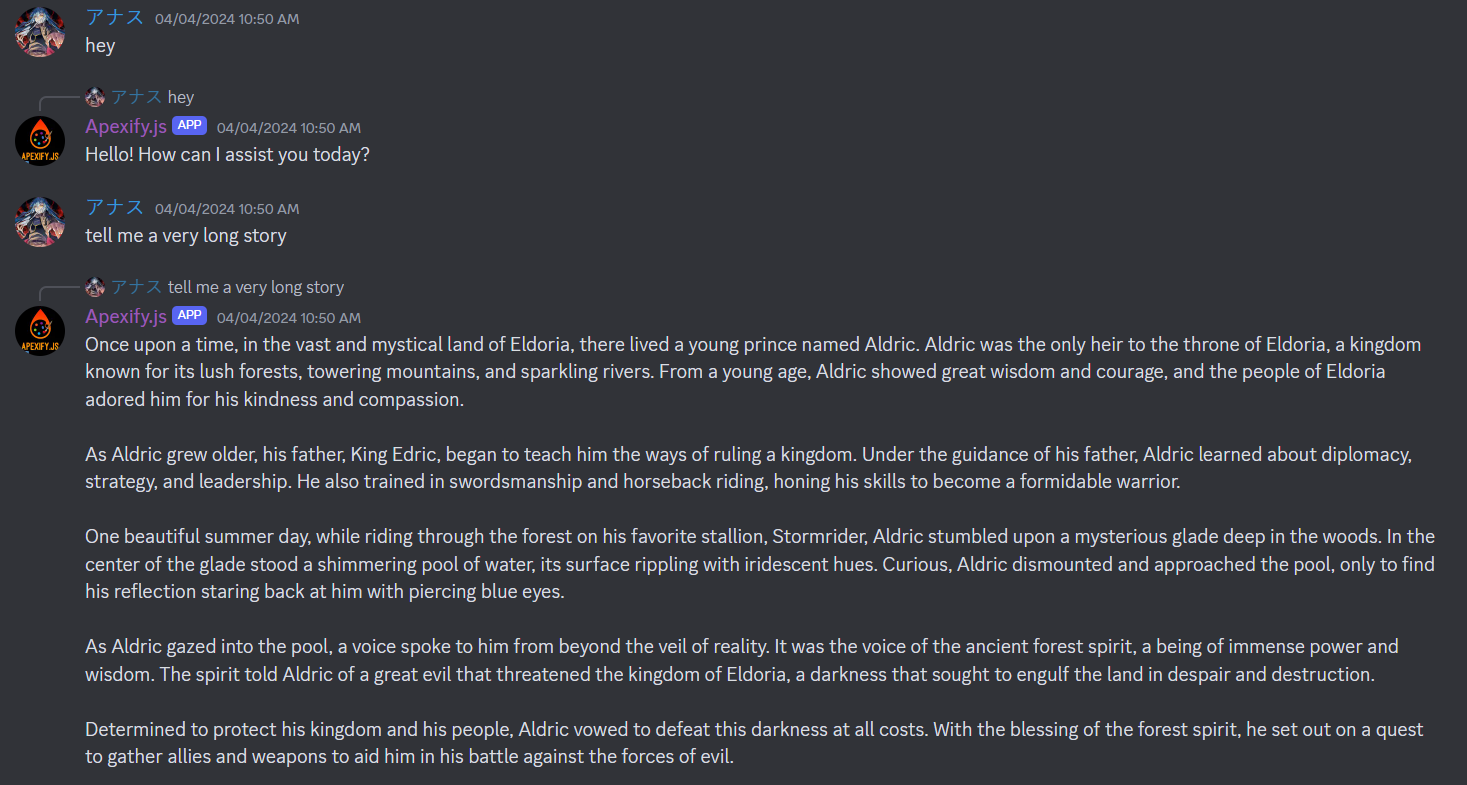 アナス 04/04/2024 10:50 AM
hey
アナス hey
Apexify.js APP 04/04/2024 10:50 AM
APEXIFY.JS
Hello! How can I assist you today?
アナス 04/04/2024 10:50 AM
tell me a very long story
アナス tell me a very long story
Apexify.js APP 04/04/2024 10:50 AM
APEXIFY.JS
Once upon a time, in the vast and mystical land of Eldoria, there lived a young prince named Aldric. Aldric was the only heir to the throne of Eldoria, a kingdom
known for its lush forests, towering mountains, and sparkling rivers. From a young age, Aldric showed great wisdom and courage, and the people of Eldoria
adored him for his kindness and compassion.
As Aldric grew older, his father, King Edric, began to teach him the ways of ruling a kingdom. Under the guidance of his father, Aldric learned about diplomacy,
strategy, and leadership. He also trained in swordsmanship and horseback riding, honing his skills to become a formidable warrior.
One beautiful summer day, while riding through the forest on his favorite stallion, Stormrider, Aldric stumbled upon a mysterious glade deep in the woods. In the
center of the glade stood a shimmering pool of water, its surface rippling with iridescent hues. Curious, Aldric dismounted and approached the pool, only to find
his reflection staring back at him with piercing blue eyes.
As Aldric gazed into the pool, a voice spoke to him from beyond the veil of reality. It was the voice of the ancient forest spirit, a being of immense power and
wisdom. The spirit told Aldric of a great evil that threatened the kingdom of Eldoria, a darkness that sought to engulf the land in despair and destruction.
Determined to protect his kingdom and his people, Aldric vowed to defeat this darkness at all costs. With the blessing of the forest spirit, he set out on a quest
to gather allies and weapons to aid him in his battle against the forces of evil.